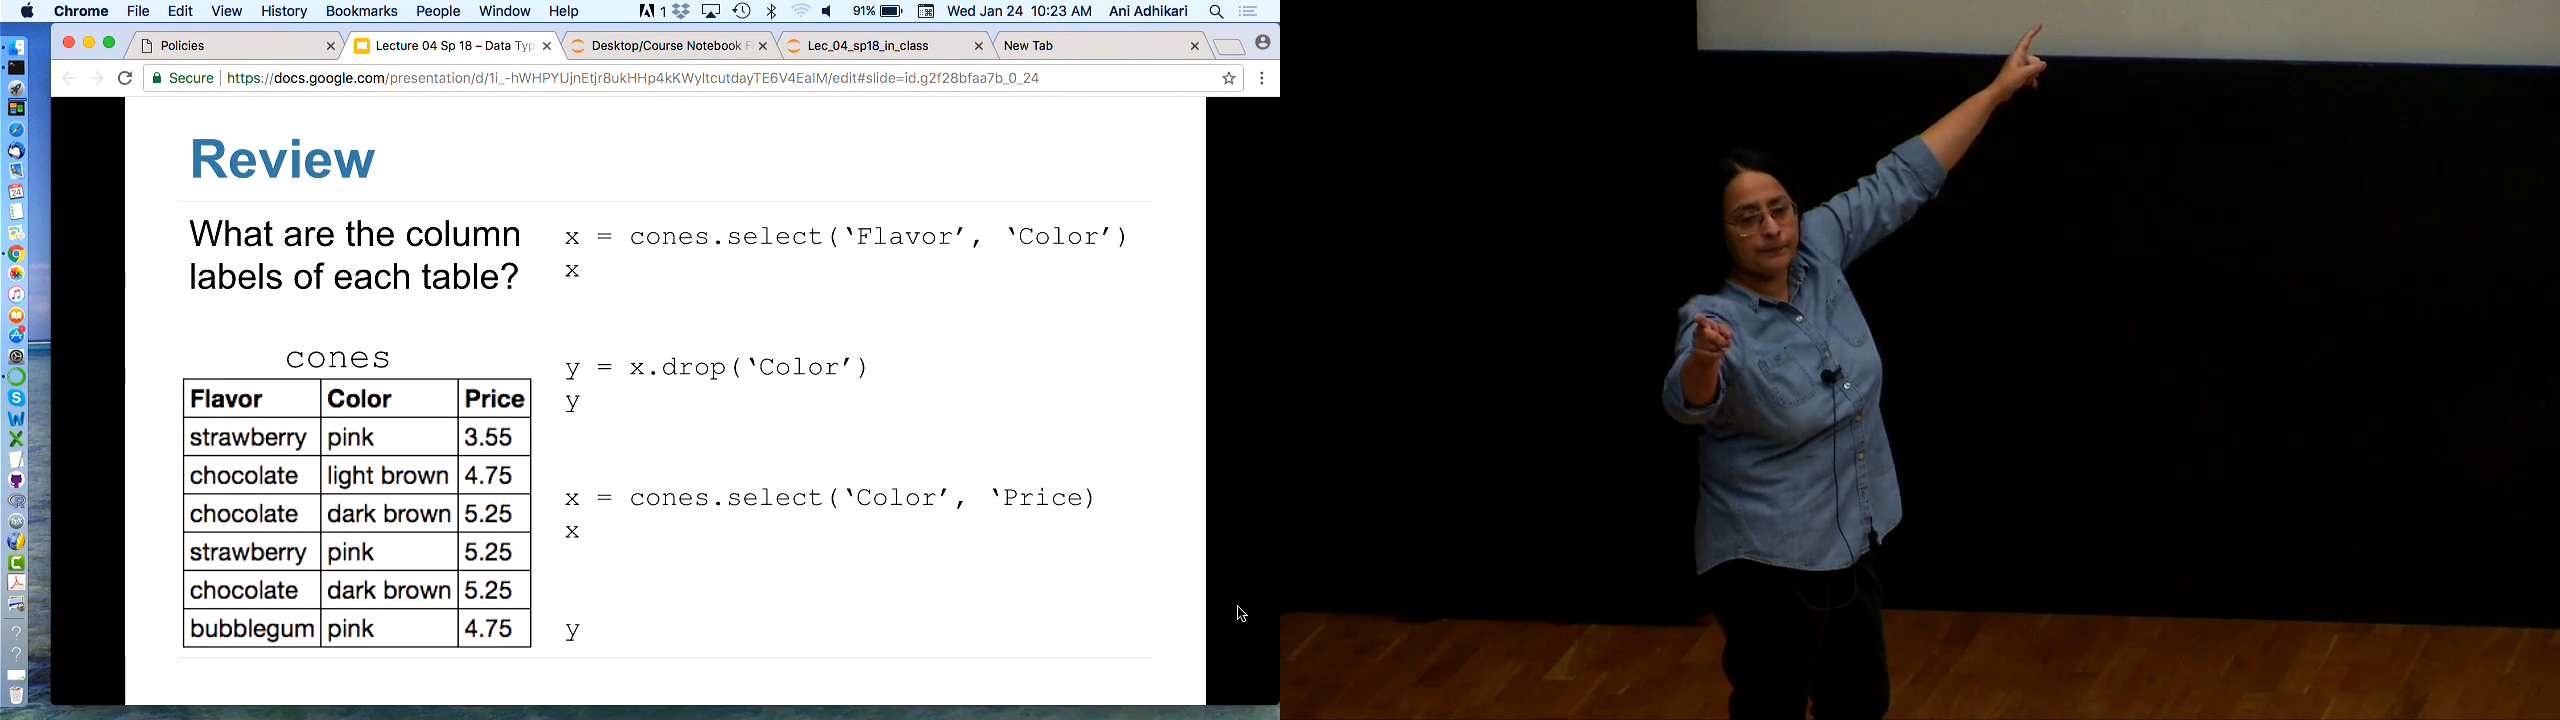 Chrome File Edit View History Bookmarks People Window Help 1 91% Wed Jan 24 10:23 AM Ani Adhikari
Policies Lecture 04 Sp 18 – Data Typ Desktop/Course Notebook F Lec_04_sp18_in_class New Tab
Secure https://docs.google.com/presentation/d/1i_-hWHPYUjnEtjr8ukHHp4kKWyltcutdayTE6V4EaIM/edit#slide=id.g2f28bfaa7b_0_24
Review
What are the column
labels of each table?
cones
Flavor Color Price
strawberry pink 3.55
chocolate light brown 4.75
chocolate dark brown 5.25
strawberry pink 5.25
chocolate dark brown 5.25
bubblegum pink 4.75
x = cones.select(‘Flavor’, ‘Color’)
x
y = x.drop(‘Color’)
y
x = cones.select(‘Color’, ‘Price)
x
y